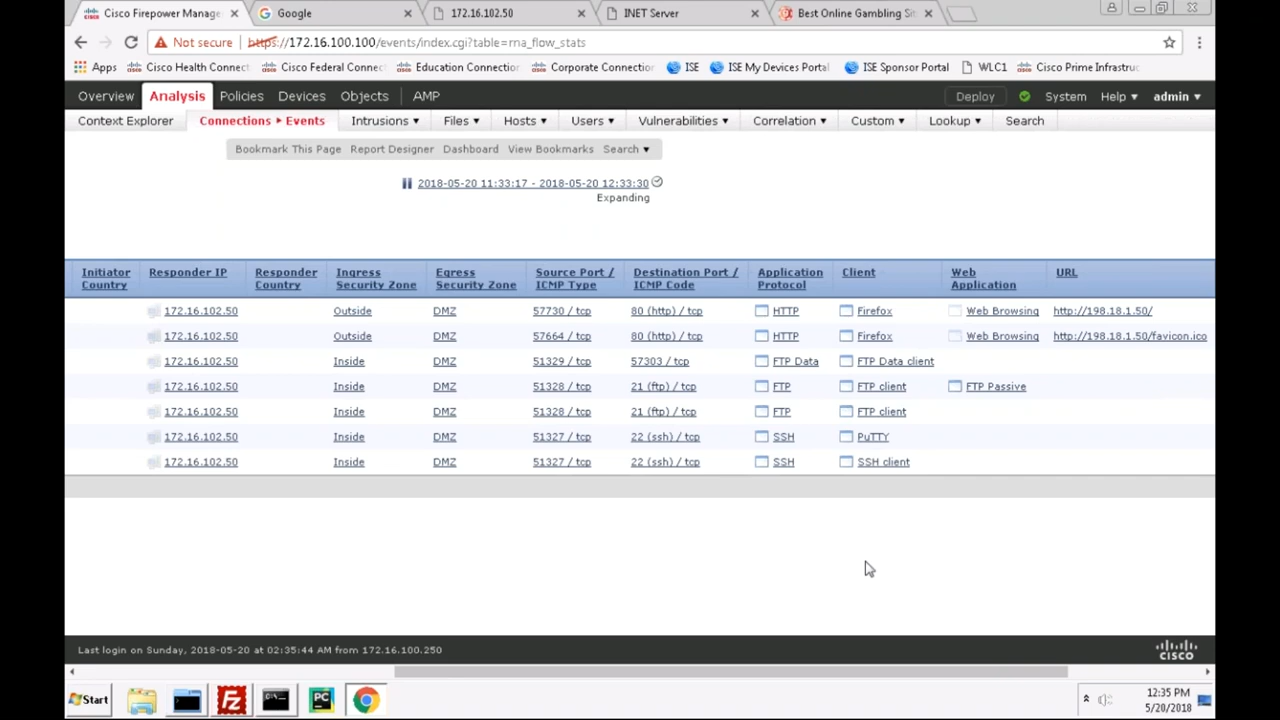 Cisco Firepower Manage
Google
172.16.102.50
INET Server
Best Online Gambling Sit
Not secure
https://172.16.100.100/events/index.cgi?table=rna_flow_stats
Apps
Cisco Health Connect
Cisco Federal Connec
Education Connectio
Corporate Connectio
ISE
ISE My Devices Portal
ISE Sponsor Portal
WLC1
Cisco Prime Infrastruc
Overview
Analysis
Policies
Devices
Objects
AMP
Deploy
System
Help ▼
admin ▼
Context Explorer
Connections ▸ Events
Intrusions ▼
Files ▼
Hosts ▼
Users ▼
Vulnerabilities ▼
Correlation ▼
Custom ▼
Lookup ▼
Search
Bookmark This Page Report Designer Dashboard View Bookmarks Search ▼
2018-05-20 11:33:17 - 2018-05-20 12:33:30
Expanding
Initiator Country
Responder IP
Responder Country
Ingress Security Zone
Egress Security Zone
Source Port / ICMP Type
Destination Port / ICMP Code
Application Protocol
Client
Web Application
URL
172.16.102.50 Outside DMZ 57730 / tcp 80 (http) / tcp HTTP Firefox Web Browsing http://198.18.1.50/
172.16.102.50 Outside DMZ 57664 / tcp 80 (http) / tcp HTTP Firefox Web Browsing http://198.18.1.50/favicon.ico
172.16.102.50 Inside DMZ 51329 / tcp 57303 / tcp FTP Data FTP Data client
172.16.102.50 Inside DMZ 51328 / tcp 21 (ftp) / tcp FTP FTP client FTP Passive
172.16.102.50 Inside DMZ 51328 / tcp 21 (ftp) / tcp FTP FTP client
172.16.102.50 Inside DMZ 51327 / tcp 22 (ssh) / tcp SSH PuTTY
172.16.102.50 Inside DMZ 51327 / tcp 22 (ssh) / tcp SSH SSH client
Last login on Sunday, 2018-05-20 at 02:35:44 AM from 172.16.100.250
CISCO
Start
Fz
PC
12:35 PM
5/20/2018